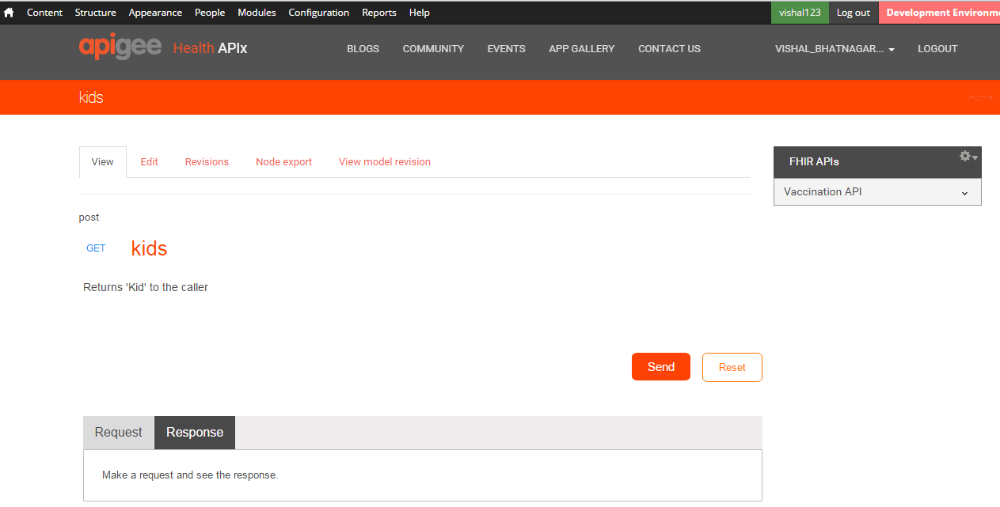 Content Structure Appearance People Modules Configuration Reports Help vishal123 Log out Development Environme
apigee Health APIx BLOGS COMMUNITY EVENTS APP GALLERY CONTACT US VISHAL_BHATNAGAR... LOGOUT
kids Home
View Edit Revisions Node export View model revision
FHIR APIs
Vaccination API
post
GET kids
Returns 'Kid' to the caller
Send Reset
Request Response
Make a request and see the response.